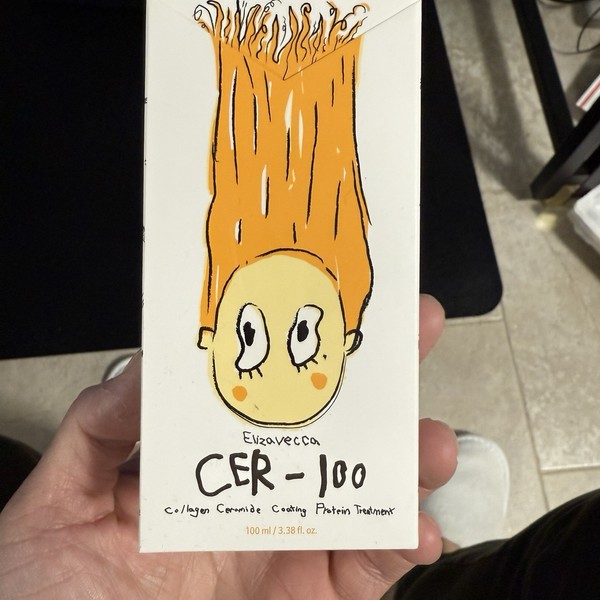 Elizavecca
CER-100
Collagen Ceramide Coating Protein Treatment
100 ml / 3.38 fl. oz.